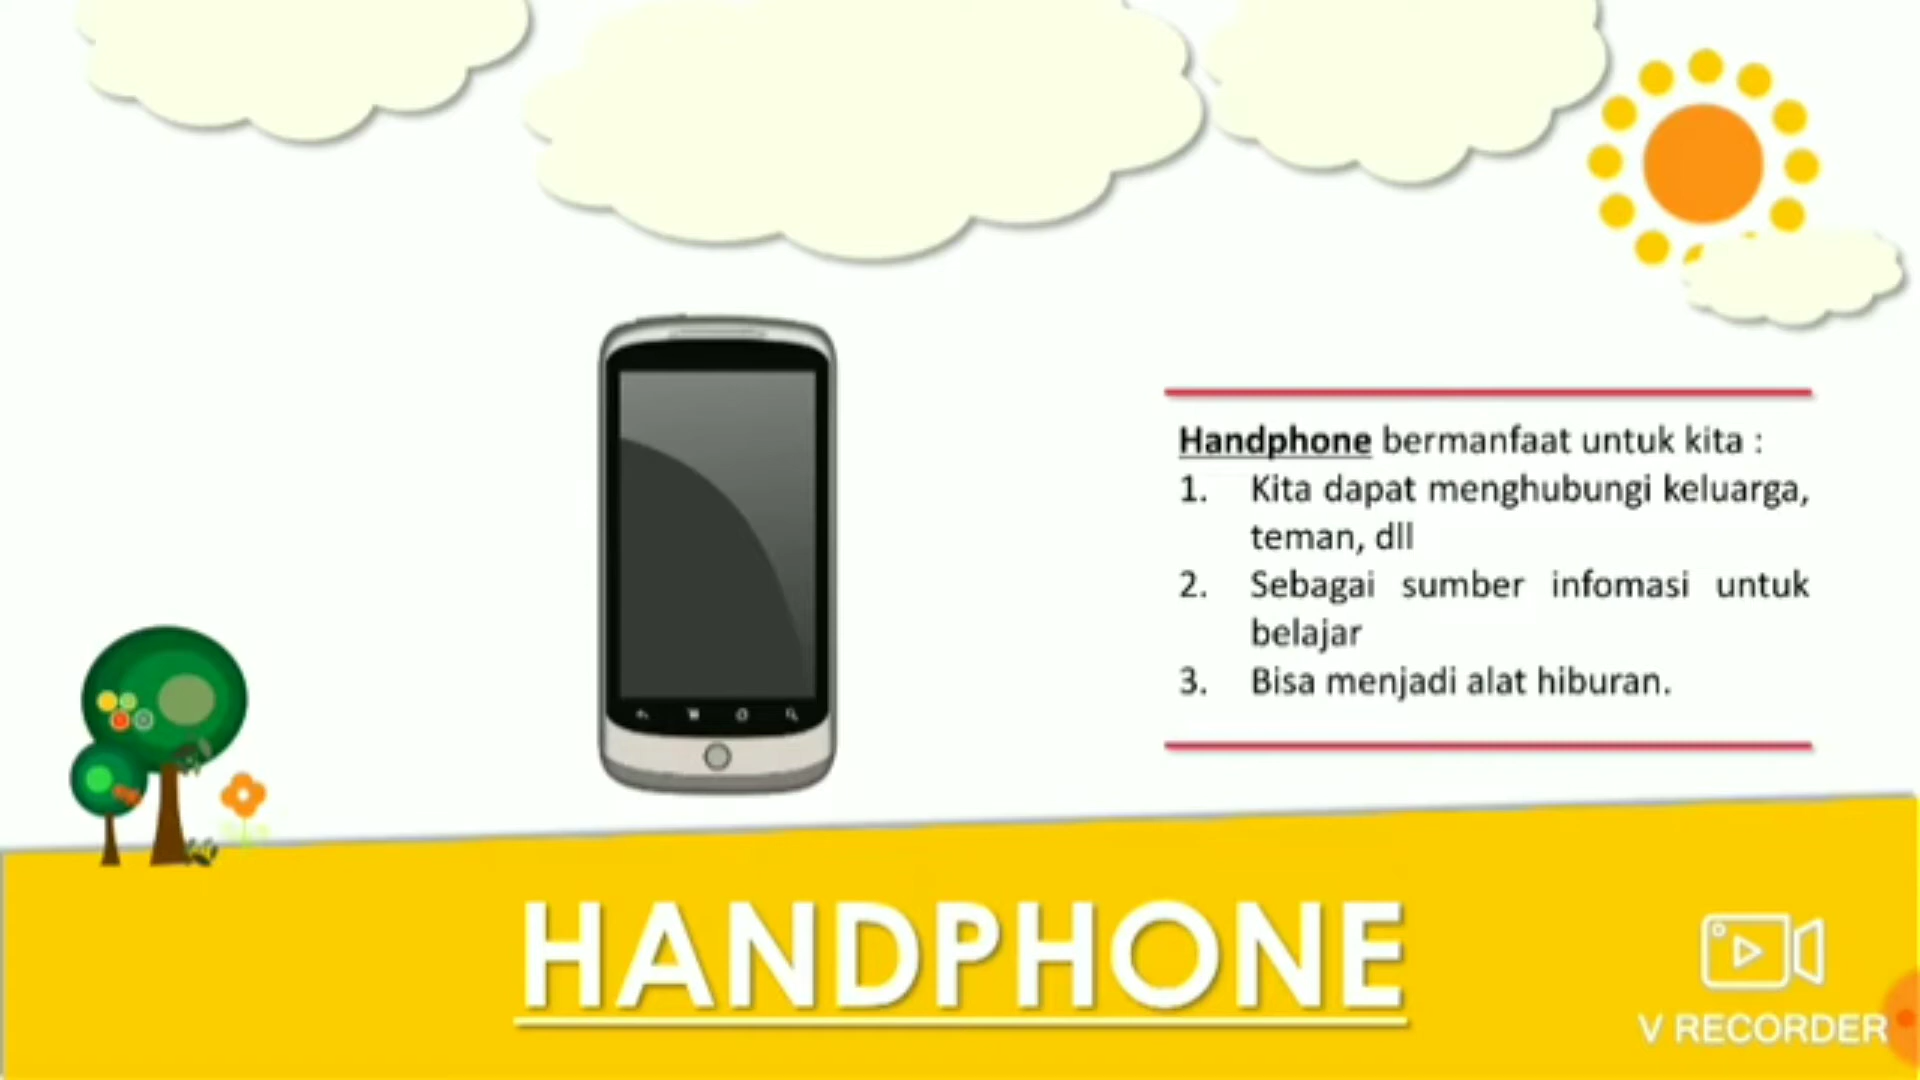 Handphone bermanfaat untuk kita :
1. Kita dapat menghubungi keluarga,
teman, dll
2. Sebagai sumber infomasi untuk
belajar
3. Bisa menjadi alat hiburan.
HANDPHONE
V RECORDER